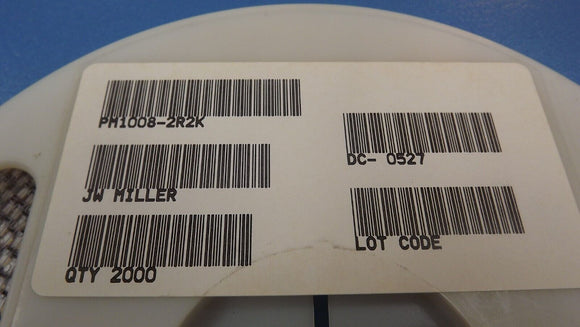 PM1008-2R2K
DC- 0527
JW MILLER
LOT CODE
QTY 2000